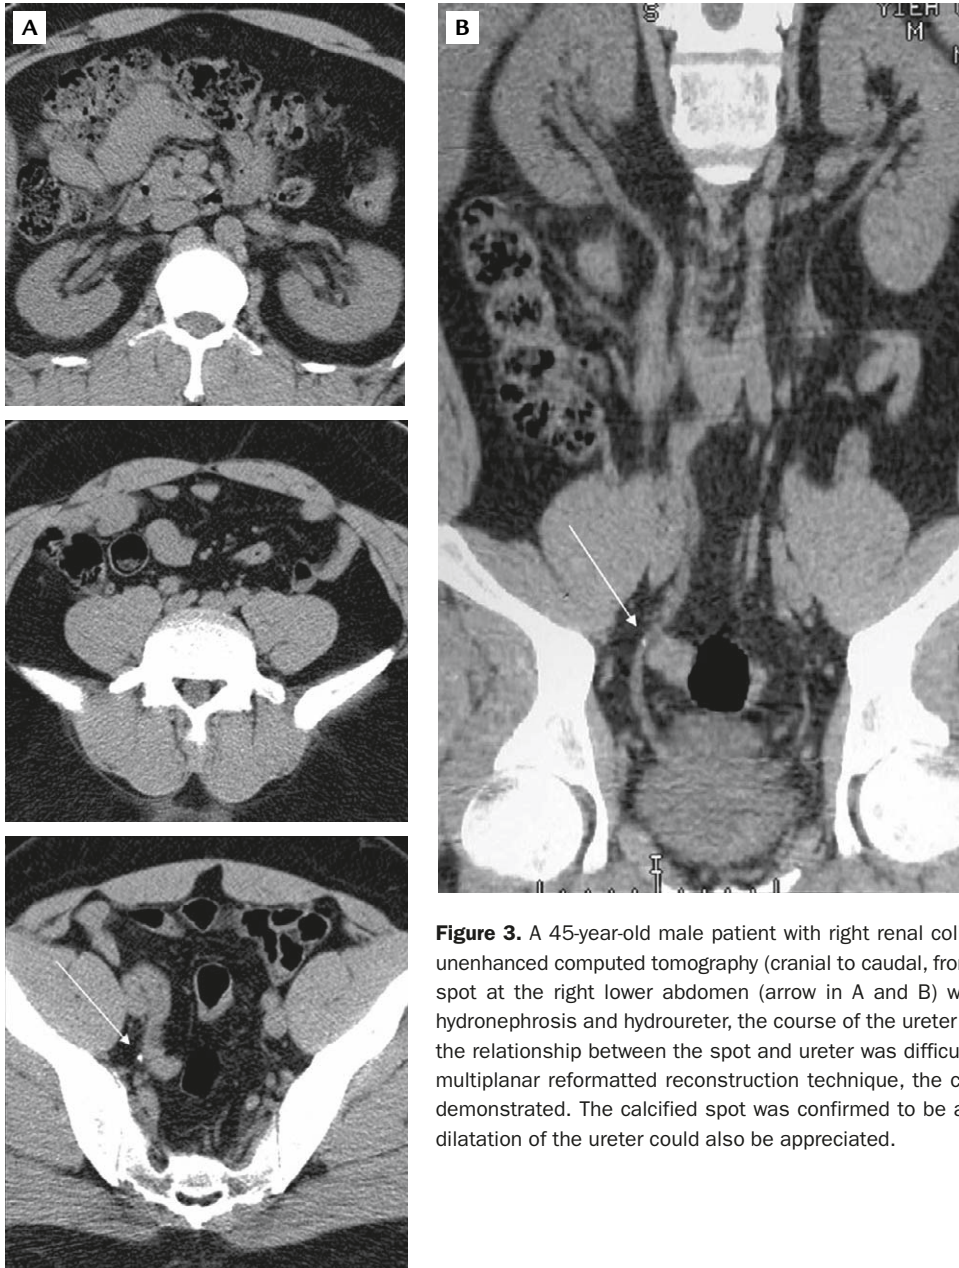 A
B
S
YIEH
M
I
Figure 3. A 45-year-old male patient with right renal col
unenhanced computed tomography (cranial to caudal, fro
spot at the right lower abdomen (arrow in A and B) w
hydronephrosis and hydroureter, the course of the ureter
the relationship between the spot and ureter was difficu
multiplanar reformatted reconstruction technique, the c
demonstrated. The calcified spot was confirmed to be a
dilatation of the ureter could also be appreciated.